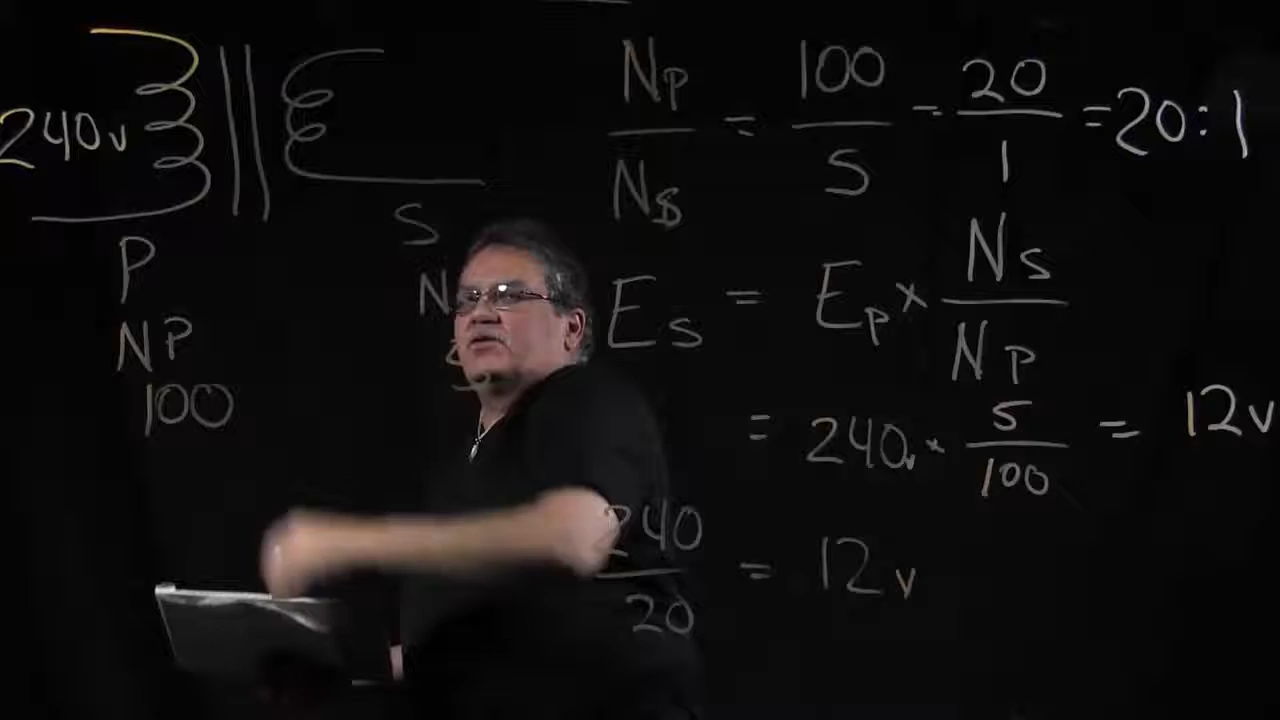 240v
P
NP
100
S
N
Np/Ns = 100/5 = 20/1 = 20:1
Es = Ep × Ns/Np
= 240v × 5/100 = 12v
240/20 = 12v